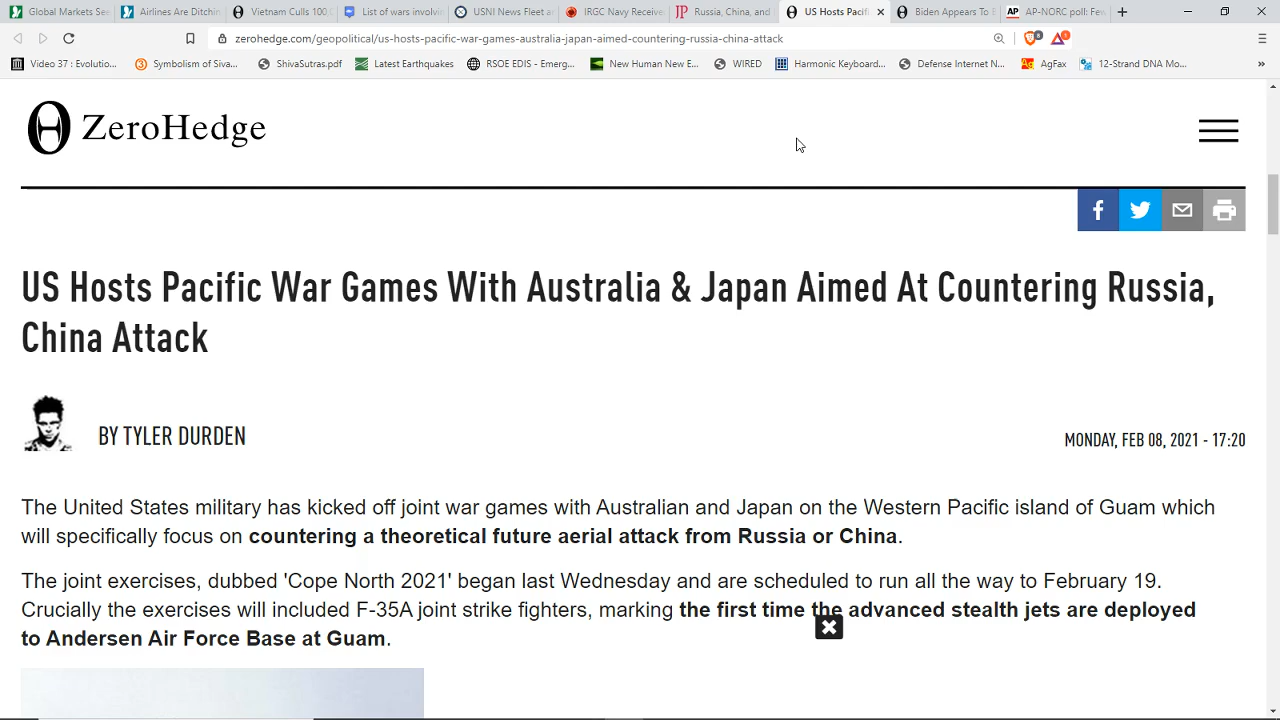 Global Markets See
Airlines Are Ditchin
Vietnam Culls 100,
List of wars involvin
USNI News Fleet an
IRGC Navy Receive
Russia, China, and
US Hosts Pacifi
Biden Appears To B
AP-NORC poll: Few
zerohedge.com/geopolitical/us-hosts-pacific-war-games-australia-japan-aimed-countering-russia-china-attack
Video 37 : Evolutio...
Symbolism of Siva...
ShivaSutras.pdf
Latest Earthquakes
RSOE EDIS - Emerg...
New Human New E...
WIRED
Harmonic Keyboard...
Defense Internet N...
AgFax
12-Strand DNA Mo...
ZeroHedge
US Hosts Pacific War Games With Australia & Japan Aimed At Countering Russia,
China Attack
BY TYLER DURDEN
MONDAY, FEB 08, 2021 - 17:20
The United States military has kicked off joint war games with Australian and Japan on the Western Pacific island of Guam which
will specifically focus on countering a theoretical future aerial attack from Russia or China.
The joint exercises, dubbed 'Cope North 2021' began last Wednesday and are scheduled to run all the way to February 19.
Crucially the exercises will included F-35A joint strike fighters, marking the first time the advanced stealth jets are deployed
to Andersen Air Force Base at Guam.